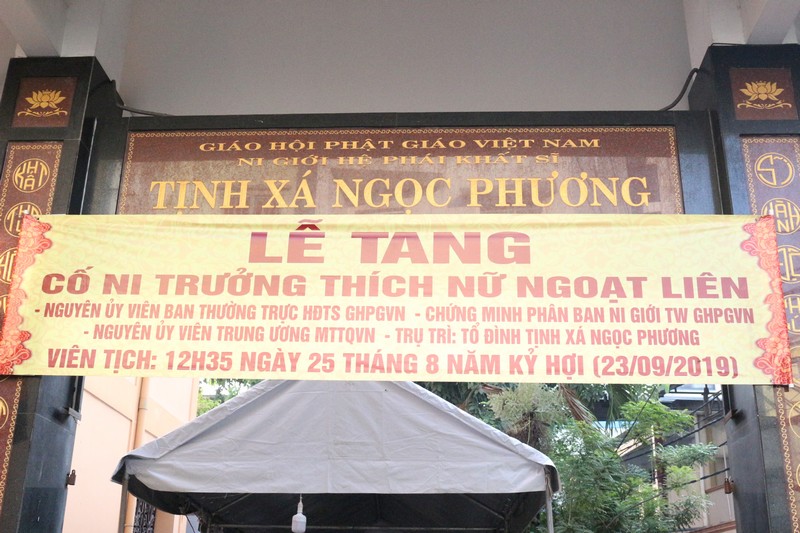 GIÁO HỘI PHẬT GIÁO VIỆT NAM
NI GIỚI HỆ PHÁI KHẤT SĨ
TỊNH XÁ NGỌC PHƯƠNG
LỄ TANG
CỐ NI TRƯỞNG THÍCH NỮ NGOẠT LIÊN
- NGUYÊN ỦY VIÊN BAN THƯỜNG TRỰC HĐTS GHPGVN - CHỨNG MINH PHÂN BAN NI GIỚI TW GHPGVN
- NGUYÊN ỦY VIÊN TRUNG ƯƠNG MTTQVN - TRỤ TRÌ: TỔ ĐÌNH TỊNH XÁ NGỌC PHƯƠNG
VIÊN TỊCH: 12H35 NGÀY 25 THÁNG 8 NĂM KỶ HỢI (23/09/2019)
KHẤT
SĨ